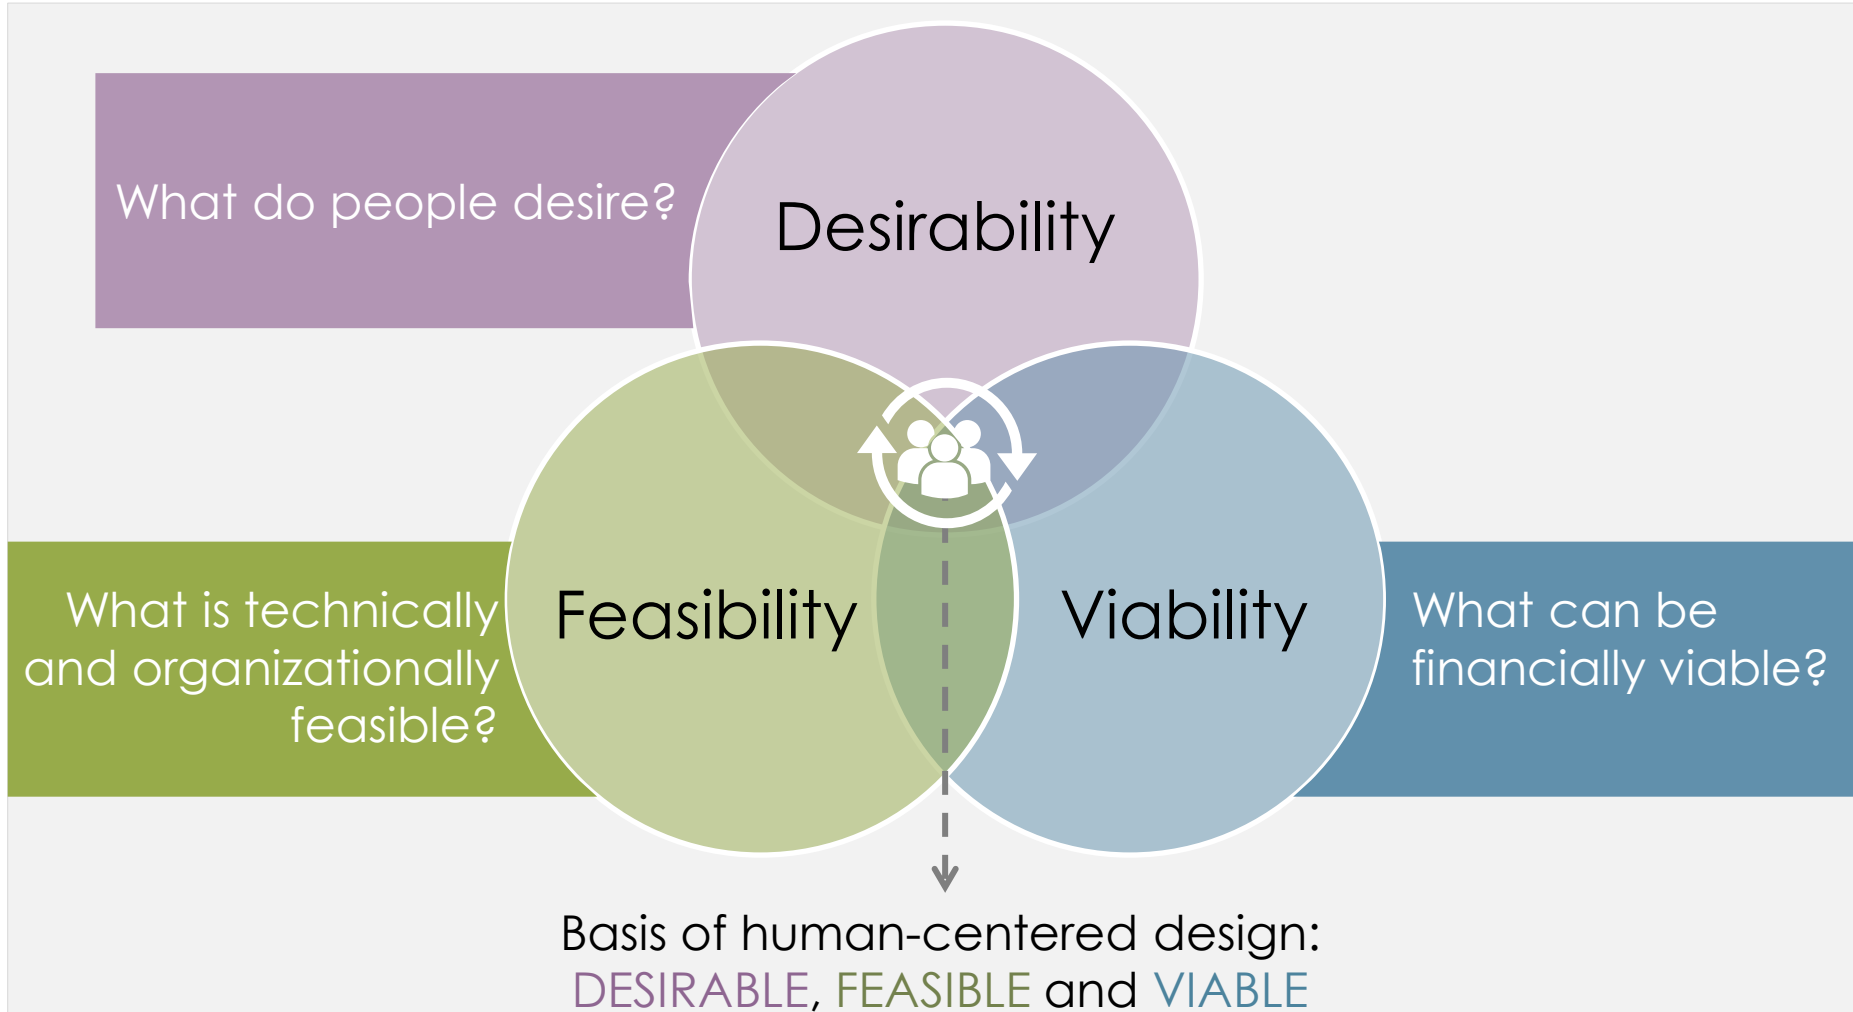 What do people desire?
Desirability
What is technically
and organizationally
feasible?
Feasibility
Viability
What can be
financially viable?
Basis of human-centered design:
DESIRABLE, FEASIBLE and VIABLE